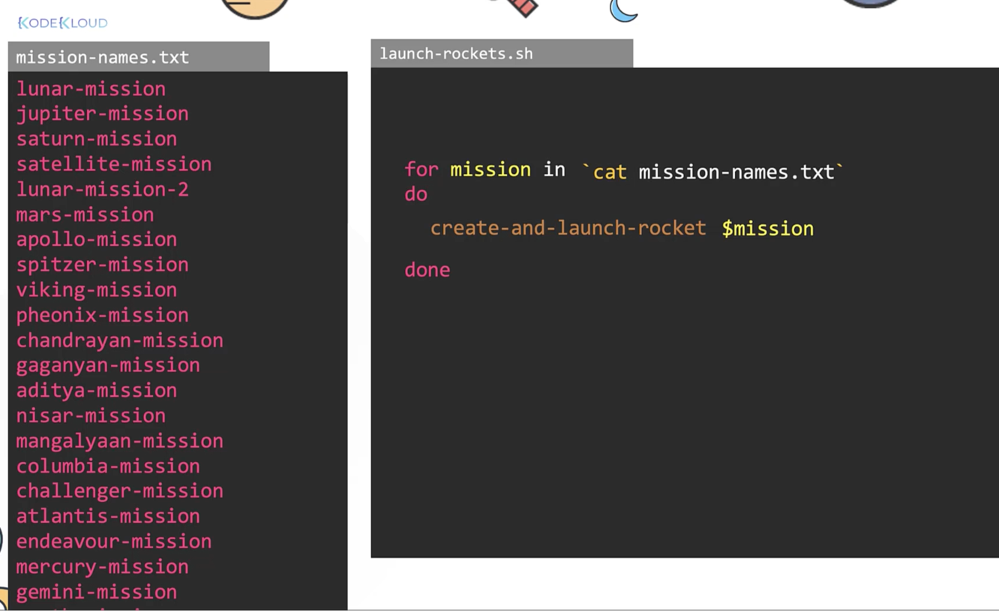 KODEKLOUD
mission-names.txt
lunar-mission
jupiter-mission
saturn-mission
satellite-mission
lunar-mission-2
mars-mission
apollo-mission
spitzer-mission
viking-mission
pheonix-mission
chandrayan-mission
gaganyan-mission
aditya-mission
nisar-mission
mangalyaan-mission
columbia-mission
challenger-mission
atlantis-mission
endeavour-mission
mercury-mission
gemini-mission
launch-rockets.sh
for mission in `cat mission-names.txt`
do
create-and-launch-rocket $mission
done